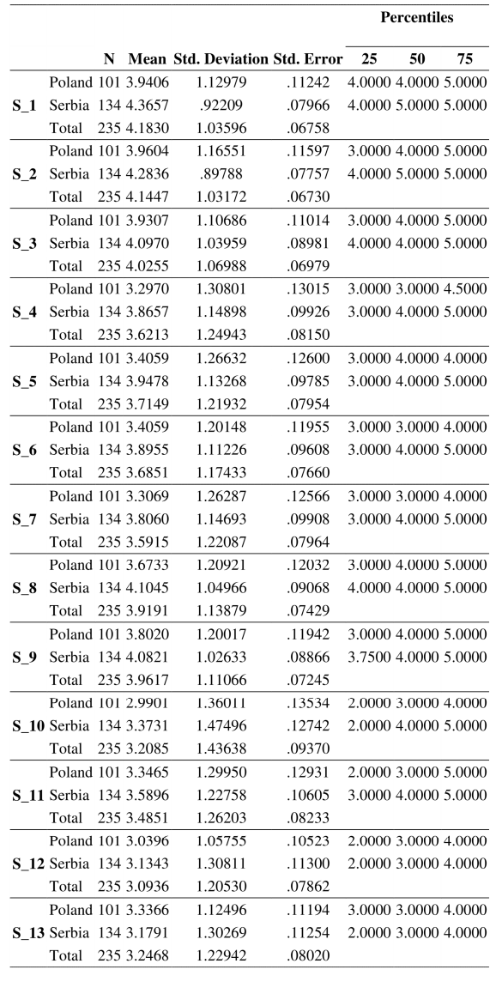 Percentiles
N Mean Std. Deviation Std. Error 25 50 75
Poland 101 3.9406 1.12979 .11242 4.0000 4.0000 5.0000
S_1 Serbia 134 4.3657 .92209 .07966 4.0000 5.0000 5.0000
Total 235 4.1830 1.03596 .06758
Poland 101 3.9604 1.16551 .11597 3.0000 4.0000 5.0000
S_2 Serbia 134 4.2836 .89788 .07757 4.0000 5.0000 5.0000
Total 235 4.1447 1.03172 .06730
Poland 101 3.9307 1.10686 .11014 3.0000 4.0000 5.0000
S_3 Serbia 134 4.0970 1.03959 .08981 4.0000 4.0000 5.0000
Total 235 4.0255 1.06988 .06979
Poland 101 3.2970 1.30801 .13015 3.0000 3.0000 4.5000
S_4 Serbia 134 3.8657 1.14898 .09926 3.0000 4.0000 5.0000
Total 235 3.6213 1.24943 .08150
Poland 101 3.4059 1.26632 .12600 3.0000 4.0000 4.0000
S_5 Serbia 134 3.9478 1.13268 .09785 3.0000 4.0000 5.0000
Total 235 3.7149 1.21932 .07954
Poland 101 3.4059 1.20148 .11955 3.0000 3.0000 4.0000
S_6 Serbia 134 3.8955 1.11226 .09608 3.0000 4.0000 5.0000
Total 235 3.6851 1.17433 .07660
Poland 101 3.3069 1.26287 .12566 3.0000 3.0000 4.0000
S_7 Serbia 134 3.8060 1.14693 .09908 3.0000 4.0000 5.0000
Total 235 3.5915 1.22087 .07964
Poland 101 3.6733 1.20921 .12032 3.0000 4.0000 5.0000
S_8 Serbia 134 4.1045 1.04966 .09068 4.0000 4.0000 5.0000
Total 235 3.9191 1.13879 .07429
Poland 101 3.8020 1.20017 .11942 3.0000 4.0000 5.0000
S_9 Serbia 134 4.0821 1.02633 .08866 3.7500 4.0000 5.0000
Total 235 3.9617 1.11066 .07245
Poland 101 2.9901 1.36011 .13534 2.0000 3.0000 4.0000
S_10 Serbia 134 3.3731 1.47496 .12742 2.0000 4.0000 5.0000
Total 235 3.2085 1.43638 .09370
Poland 101 3.3465 1.29950 .12931 2.0000 3.0000 5.0000
S_11 Serbia 134 3.5896 1.22758 .10605 3.0000 4.0000 5.0000
Total 235 3.4851 1.26203 .08233
Poland 101 3.0396 1.05755 .10523 2.0000 3.0000 4.0000
S_12 Serbia 134 3.1343 1.30811 .11300 2.0000 3.0000 4.0000
Total 235 3.0936 1.20530 .07862
Poland 101 3.3366 1.12496 .11194 3.0000 3.0000 4.0000
S_13 Serbia 134 3.1791 1.30269 .11254 2.0000 3.0000 4.0000
Total 235 3.2468 1.22942 .08020